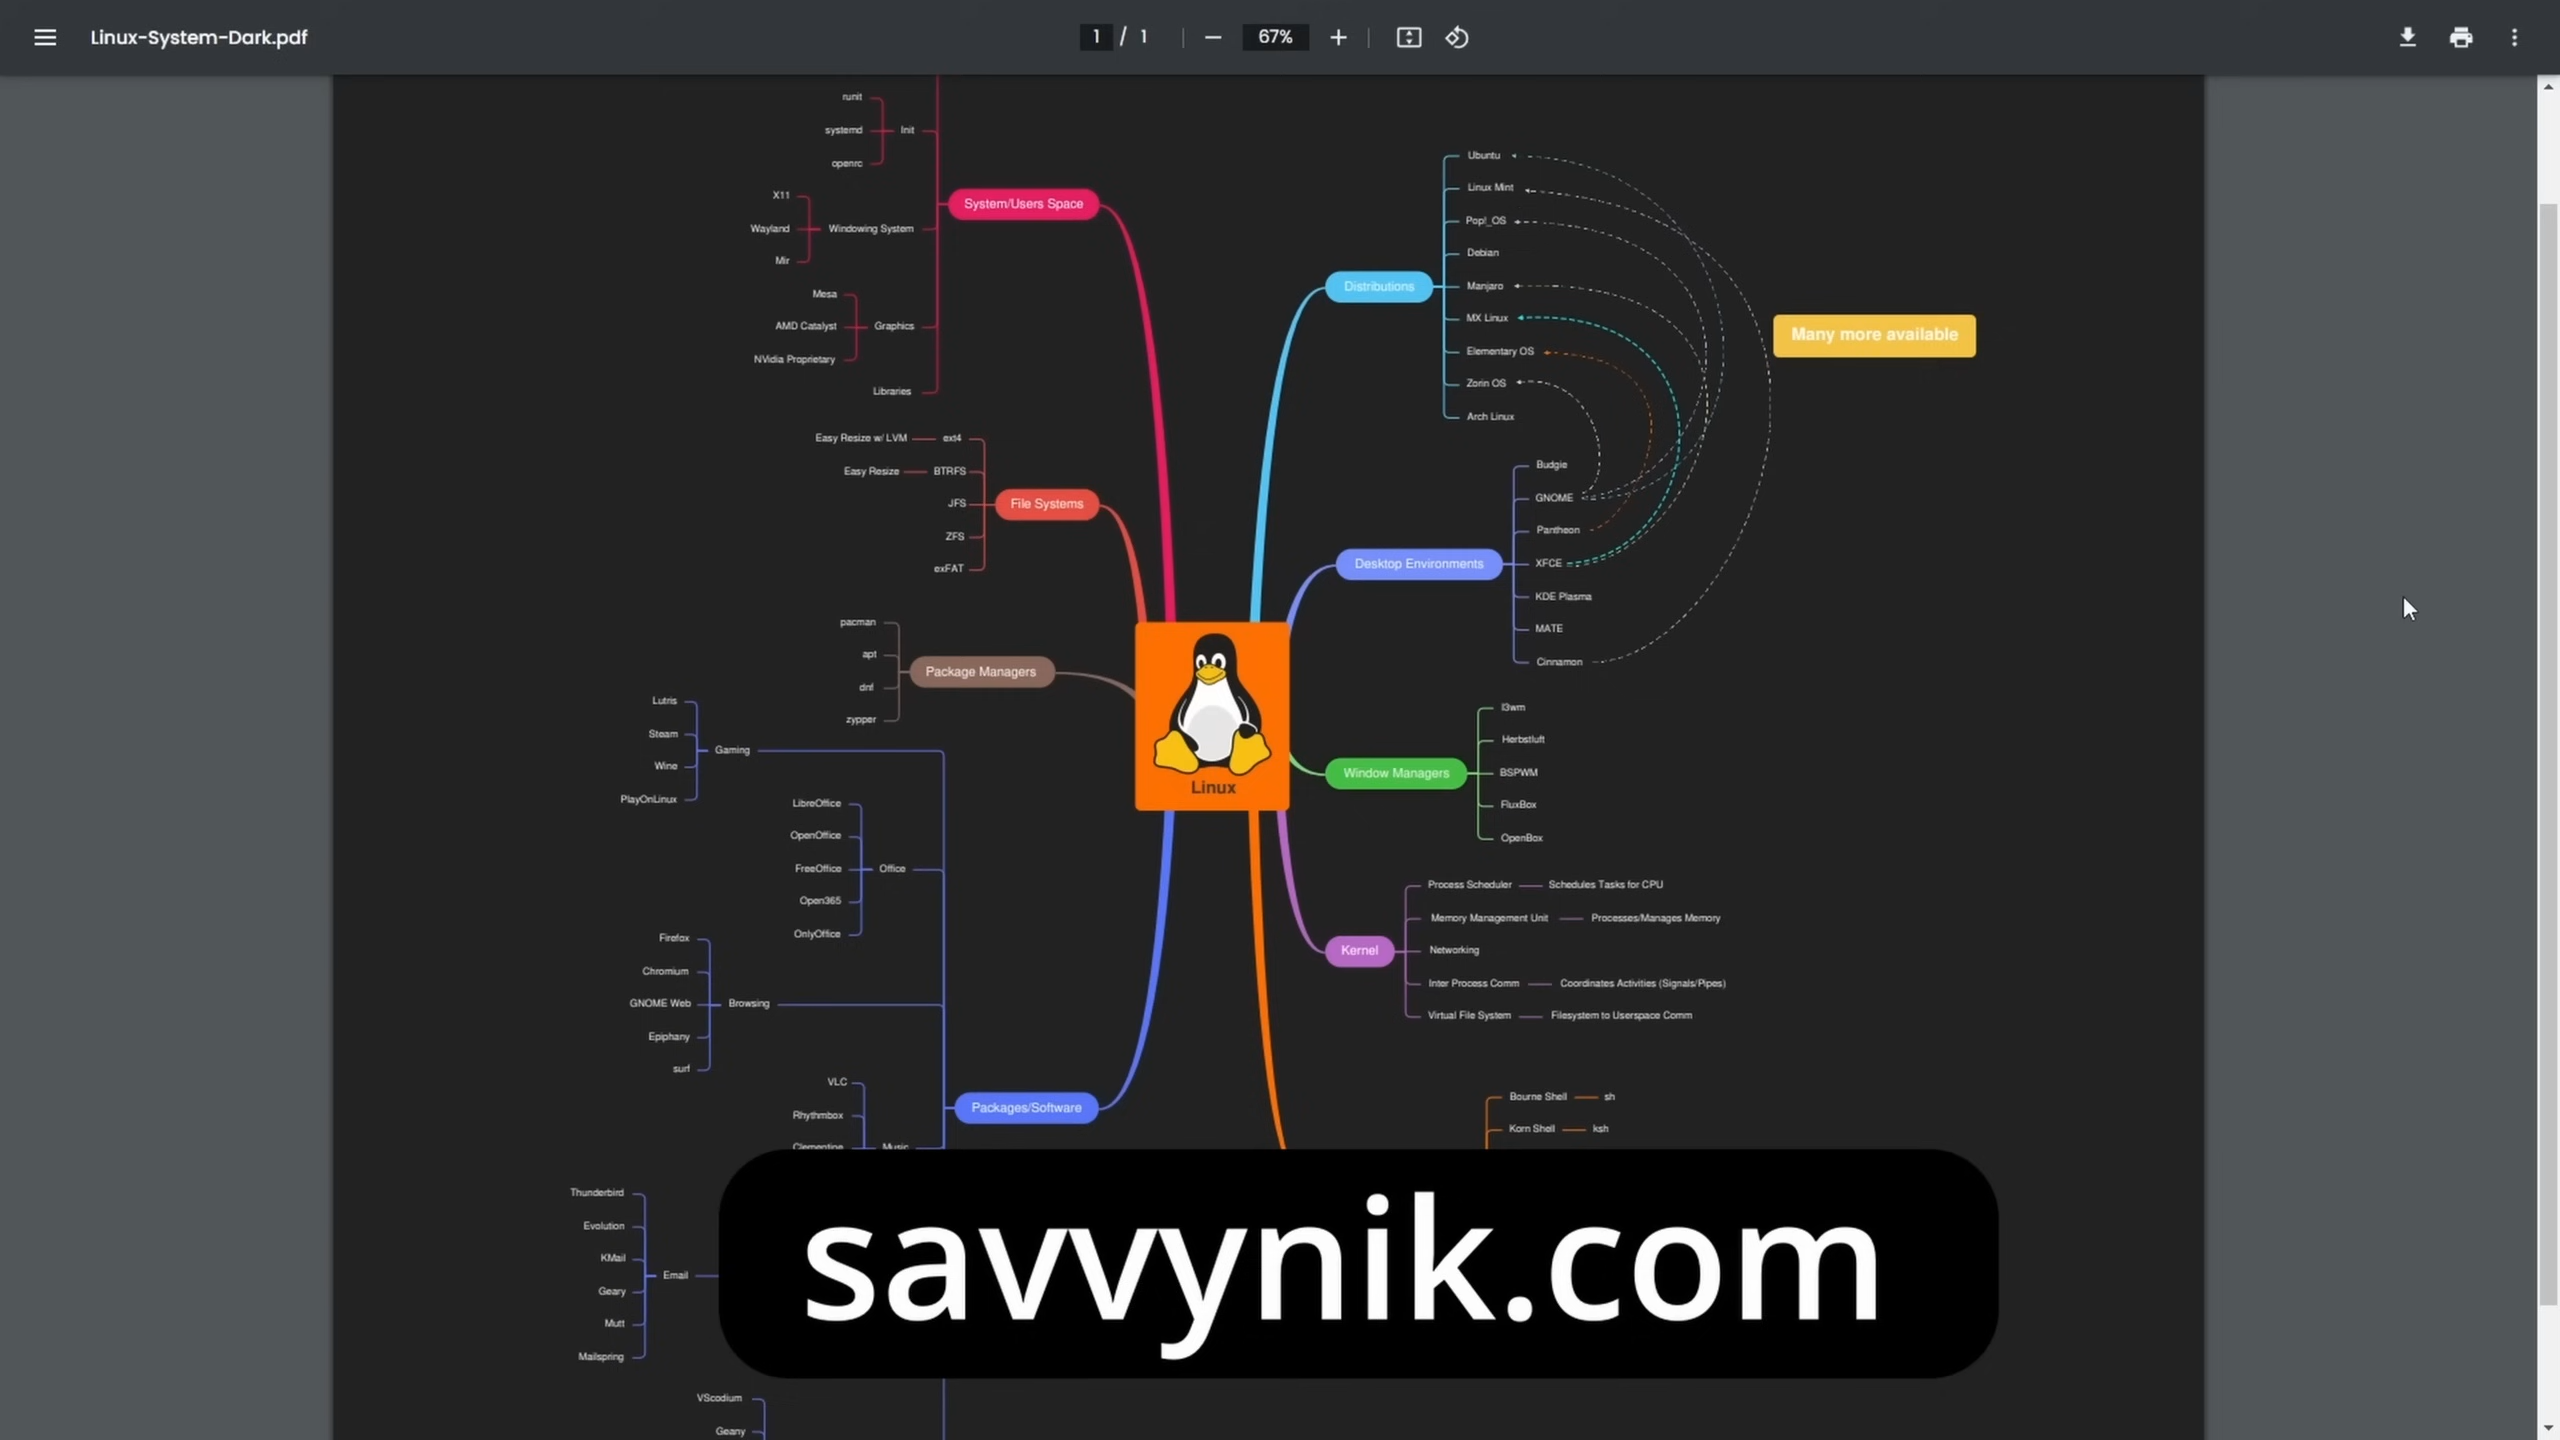 Linux-System-Dark.pdf
1 / 1
67%
runit
systemd
openrc
Init
X11
Wayland
Mir
Windowing System
Mesa
AMD Catalyst
NVidia Proprietary
Graphics
Libraries
System/Users Space
Easy Resize w/ LVM
ext4
Easy Resize
BTRFS
JFS
ZFS
exFAT
File Systems
pacman
apt
dnf
zypper
Package Managers
Lutris
Steam
Wine
PlayOnLinux
Gaming
LibreOffice
OpenOffice
FreeOffice
Open365
OnlyOffice
Office
Firefox
Chromium
GNOME Web
Epiphany
surf
Browsing
VLC
Rhythmbox
Clementine
Music
Packages/Software
Thunderbird
Evolution
KMail
Geary
Mutt
Mailspring
Email
VScodium
Geany
Linux
Distributions
Ubuntu
Linux Mint
Pop!_OS
Debian
Manjaro
MX Linux
Elementary OS
Zorin OS
Arch Linux
Many more available
Desktop Environments
Budgie
GNOME
Pantheon
XFCE
KDE Plasma
MATE
Cinnamon
Window Managers
I3wm
Herbstluft
BSPWM
FluxBox
OpenBox
Kernel
Process Scheduler
Schedules Tasks for CPU
Memory Management Unit
Processes/Manages Memory
Networking
Inter Process Comm
Coordinates Activities (Signals/Pipes)
Virtual File System
Filesystem to Userspace Comm
Bourne Shell
sh
Korn Shell
ksh
savvynik.com